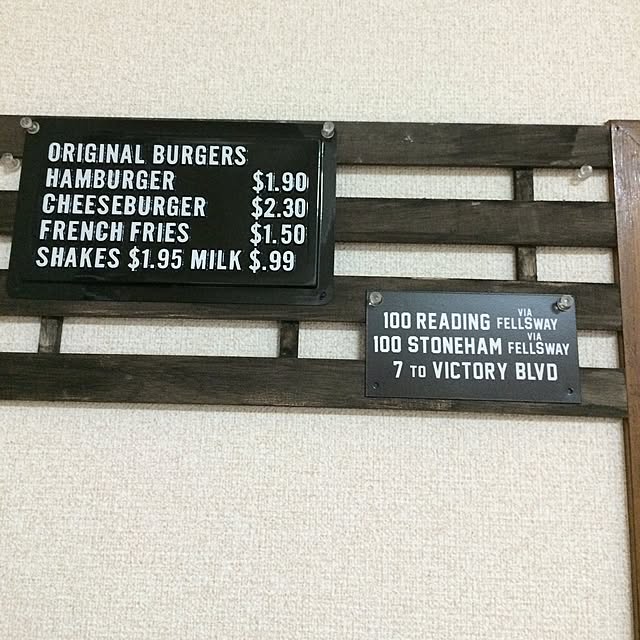 ORIGINAL BURGERS
HAMBURGER $1.90
CHEESEBURGER $2.30
FRENCH FRIES $1.50
SHAKES $1.95 MILK $.99
100 READING VIA FELLSWAY
100 STONEHAM VIA FELLSWAY
7 TO VICTORY BLVD